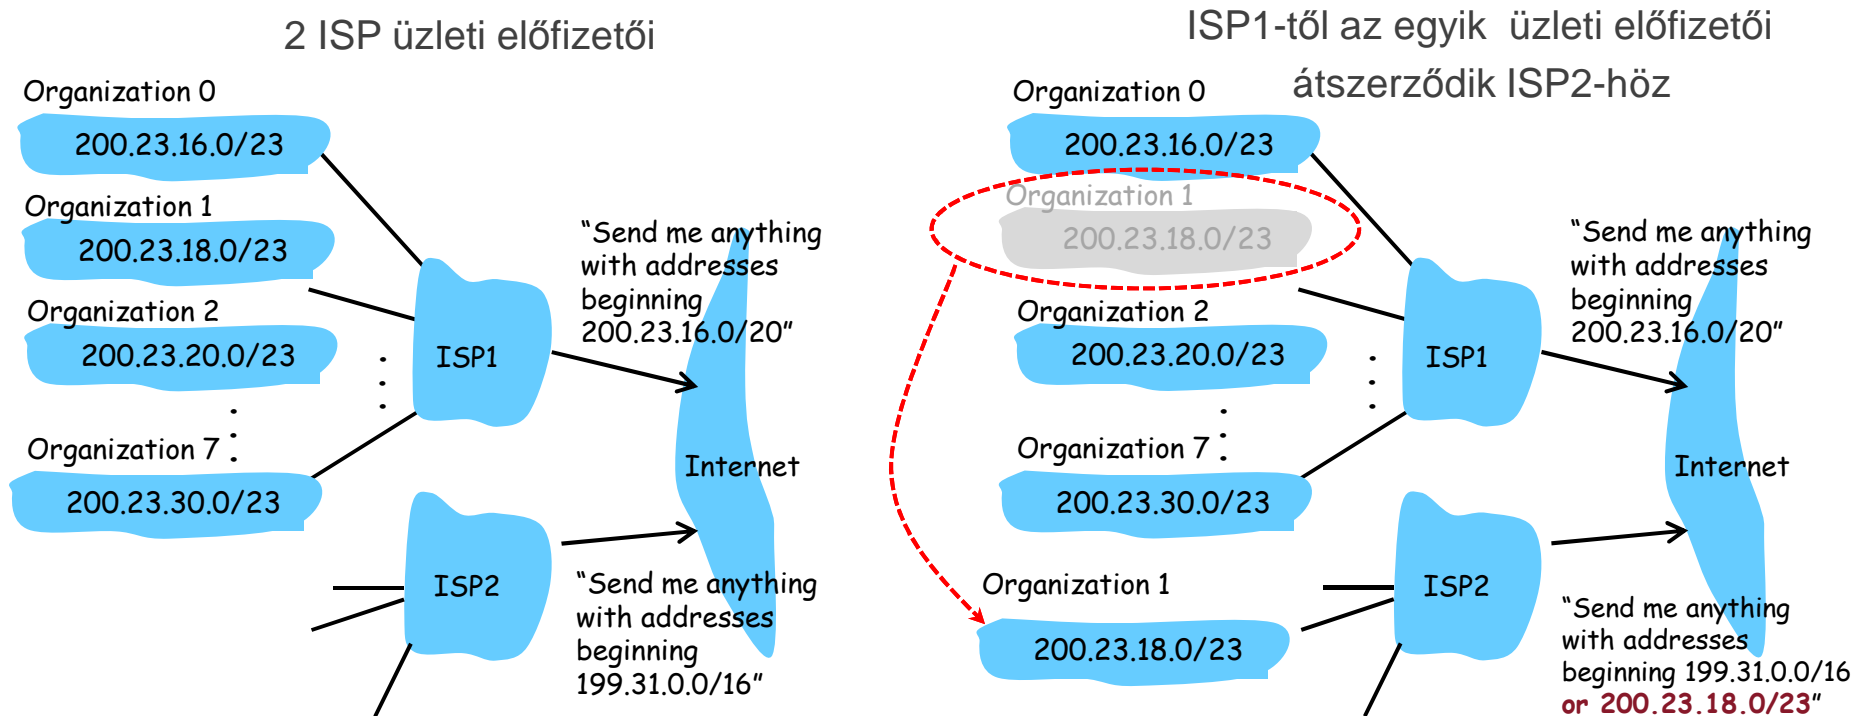 2 ISP üzleti előfizetői
Organization 0
200.23.16.0/23
Organization 1
200.23.18.0/23
Organization 2
200.23.20.0/23
Organization 7
200.23.30.0/23
ISP1
“Send me anything
with addresses
beginning
200.23.16.0/20”
Internet
ISP2
“Send me anything
with addresses
beginning
199.31.0.0/16”
ISP1-től az egyik üzleti előfizetői
átszerződik ISP2-höz
Organization 0
200.23.16.0/23
Organization 1
200.23.18.0/23
Organization 2
200.23.20.0/23
Organization 7
200.23.30.0/23
ISP1
“Send me anything
with addresses
beginning
200.23.16.0/20”
Internet
Organization 1
200.23.18.0/23
ISP2
“Send me anything
with addresses
beginning 199.31.0.0/16
or 200.23.18.0/23”